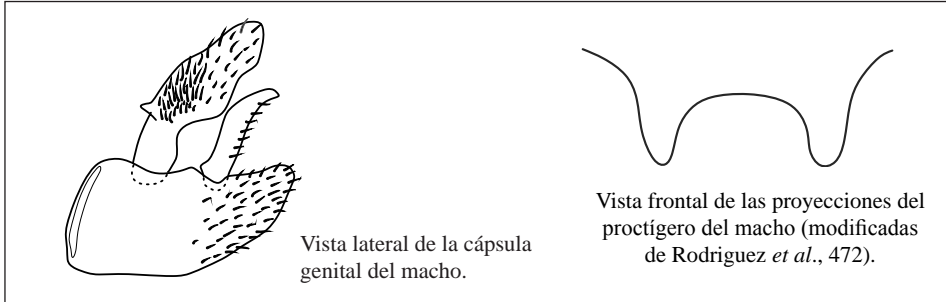 Vista lateral de la cápsula
genital del macho.
Vista frontal de las proyecciones del
proctígero del macho (modificadas
de Rodriguez et al., 472).